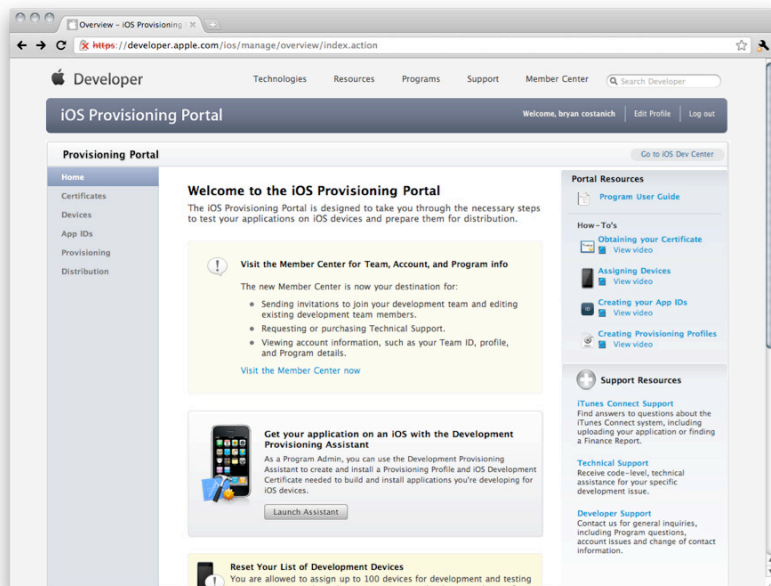 Overview - iOS Provisioning
https://developer.apple.com/ios/manage/overview/index.action
Developer
Technologies Resources Programs Support Member Center Search Developer
iOS Provisioning Portal
Welcome, bryan costanich Edit Profile Log out
Provisioning Portal
Go to iOS Dev Center
Home
Certificates
Devices
App IDs
Provisioning
Distribution
Welcome to the iOS Provisioning Portal
The iOS Provisioning Portal is designed to take you through the necessary steps
to test your applications on iOS devices and prepare them for distribution.
Visit the Member Center for Team, Account, and Program info
The new Member Center is now your destination for:
Sending invitations to join your development team and editing
existing development team members.
Requesting or purchasing Technical Support.
Viewing account information, such as your Team ID, profile,
and Program details.
Visit the Member Center now
Get your application on an iOS with the Development
Provisioning Assistant
As a Program Admin, you can use the Development Provisioning
Assistant to create and install a Provisioning Profile and iOS Development
Certificate needed to build and install applications you're developing for
iOS devices.
Launch Assistant
Reset Your List of Development Devices
You are allowed to assign up to 100 devices for development and testing
Portal Resources
Program User Guide
How-To's
Obtaining your Certificate
View video
Assigning Devices
View video
Creating your App IDs
View video
Creating Provisioning Profiles
View video
Support Resources
iTunes Connect Support
Find answers to questions about the
iTunes Connect system, including
uploading your application or finding
a Finance Report.
Technical Support
Receive code-level, technical
assistance for your specific
development issue.
Developer Support
Contact us for general inquiries,
including Program questions,
account issues and change of contact
information.